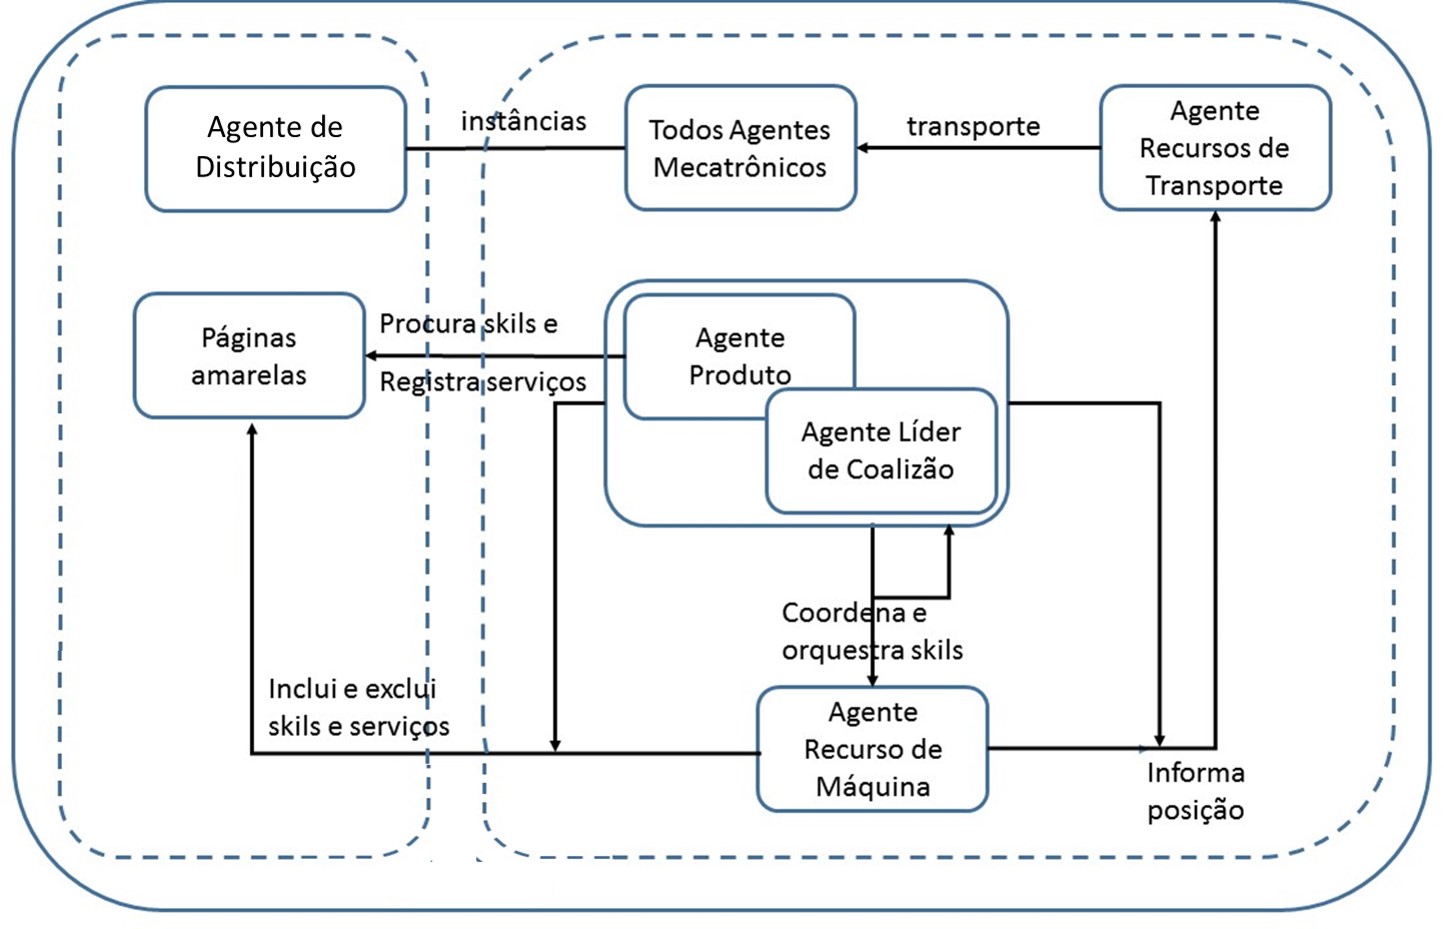 Agente de
Distribuição
instâncias
Todos Agentes
Mecatrônicos
transporte
Agente
Recursos de
Transporte
Páginas
amarelas
Procura skils e
Registra serviços
Agente
Produto
Agente Líder
de Coalizão
Coordena e
orquestra skils
Inclui e exclui
skils e serviços
Agente
Recurso de
Máquina
Informa
posição